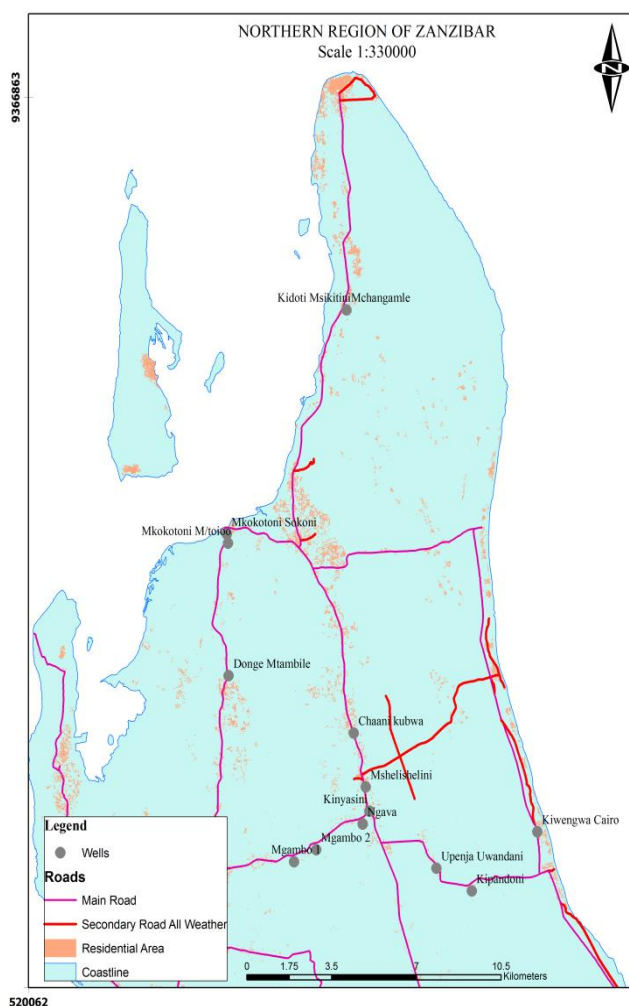 NORTHERN REGION OF ZANZIBAR
Scale 1:330000
N
9366863
Kidoti MsikitiniMchangamle
Mkokotoni Sokoni
Mkokotoni M/toioo
Donge Mtambile
Chaani kubwa
Mshelishelini
Kinyasini
Ngava
Mgambo 2
Mgambo 1
Kiwengwa Cairo
Upenja Uwandani
Kipandoni
Legend
Wells
Roads
Main Road
Secondary Road All Weather
Residential Area
Coastline
0 1.75 3.5 7 10.5
Kilometers
520062